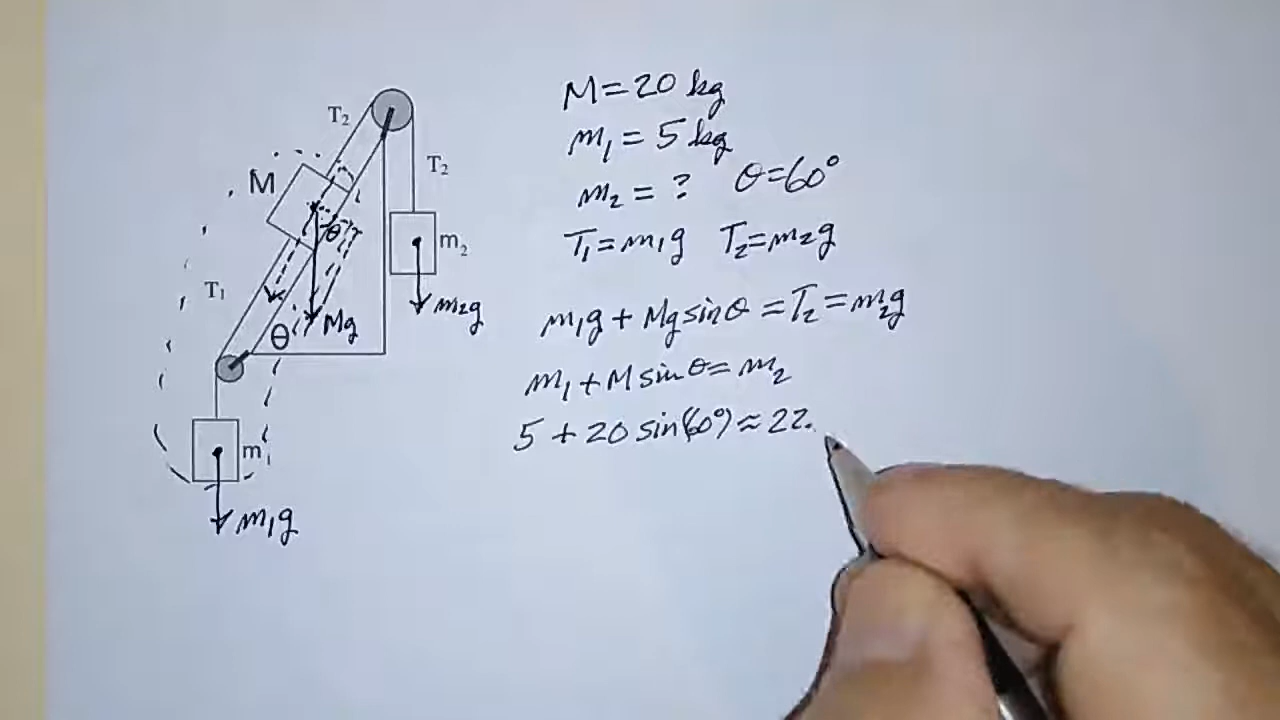 T₂
M
T₂
θ
m₂
T₁
Mg
m₂g
θ
m₁
m₁g
M = 20 kg
m₁ = 5 kg
m₂ = ? θ = 60°
T₁ = m₁g T₂ = m₂g
m₁g + Mg sin θ = T₂ = m₂g
m₁ + M sin θ = m₂
5 + 20 sin(60°) ≈ 22.